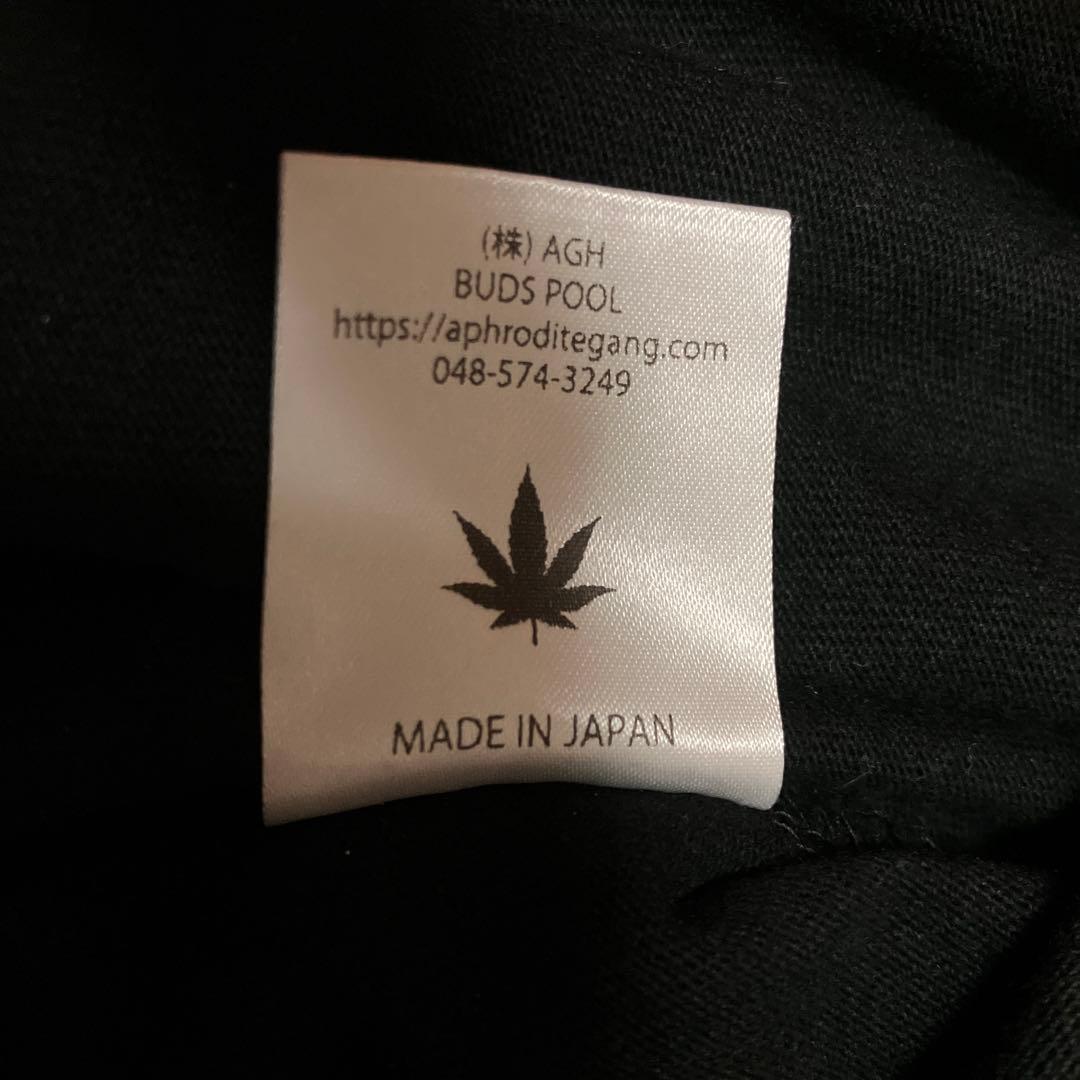 (株) AGH
BUDS POOL
https://aphroditegang.com
048-574-3249
MADE IN JAPAN